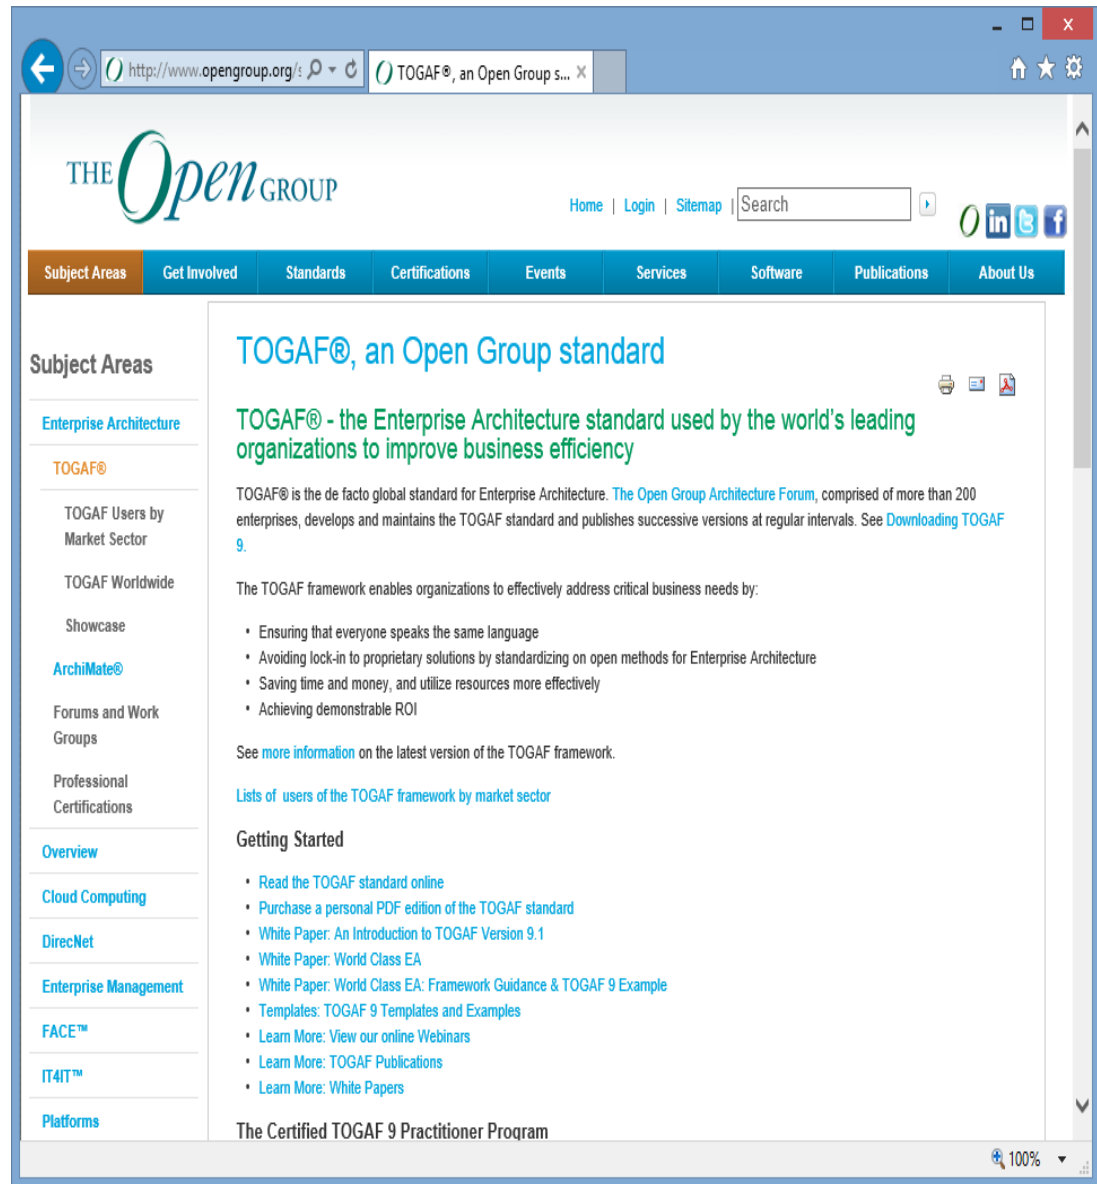 x
http://www.opengroup.org/s
TOGAF®, an Open Group s... ×
THE Open GROUP
Home | Login | Sitemap | Search
in
f
Subject Areas Get Involved Standards Certifications Events Services Software Publications About Us
Subject Areas
Enterprise Architecture
TOGAF®
TOGAF Users by
Market Sector
TOGAF Worldwide
Showcase
ArchiMate®
Forums and Work
Groups
Professional
Certifications
Overview
Cloud Computing
DirecNet
Enterprise Management
FACE™
IT4IT™
Platforms
TOGAF®, an Open Group standard
TOGAF® - the Enterprise Architecture standard used by the world's leading
organizations to improve business efficiency
TOGAF® is the de facto global standard for Enterprise Architecture. The Open Group Architecture Forum, comprised of more than 200
enterprises, develops and maintains the TOGAF standard and publishes successive versions at regular intervals. See Downloading TOGAF
9.
The TOGAF framework enables organizations to effectively address critical business needs by:
• Ensuring that everyone speaks the same language
• Avoiding lock-in to proprietary solutions by standardizing on open methods for Enterprise Architecture
• Saving time and money, and utilize resources more effectively
• Achieving demonstrable ROI
See more information on the latest version of the TOGAF framework.
Lists of users of the TOGAF framework by market sector
Getting Started
• Read the TOGAF standard online
• Purchase a personal PDF edition of the TOGAF standard
• White Paper: An Introduction to TOGAF Version 9.1
• White Paper: World Class EA
• White Paper: World Class EA: Framework Guidance & TOGAF 9 Example
• Templates: TOGAF 9 Templates and Examples
• Learn More: View our online Webinars
• Learn More: TOGAF Publications
• Learn More: White Papers
The Certified TOGAF 9 Practitioner Program
100%